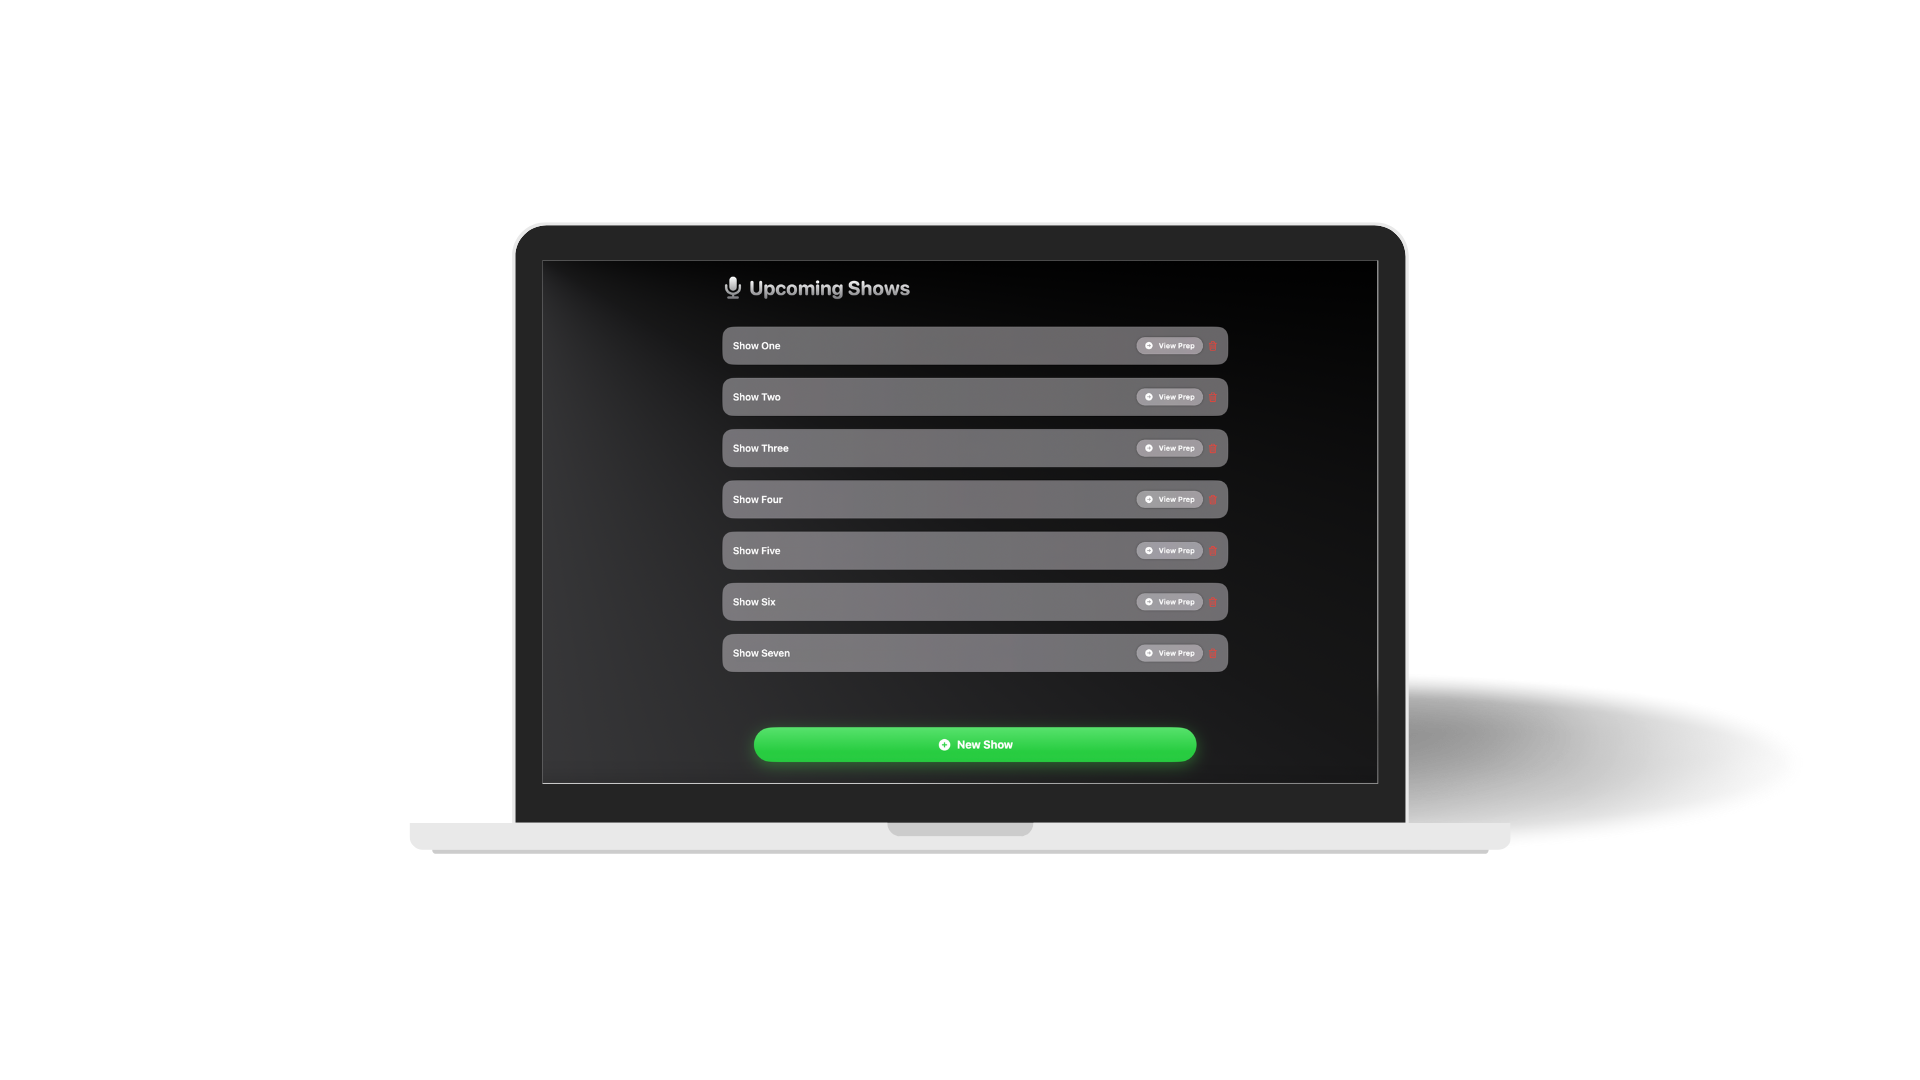 Upcoming Shows
Show One View Prep
Show Two View Prep
Show Three View Prep
Show Four View Prep
Show Five View Prep
Show Six View Prep
Show Seven View Prep
New Show